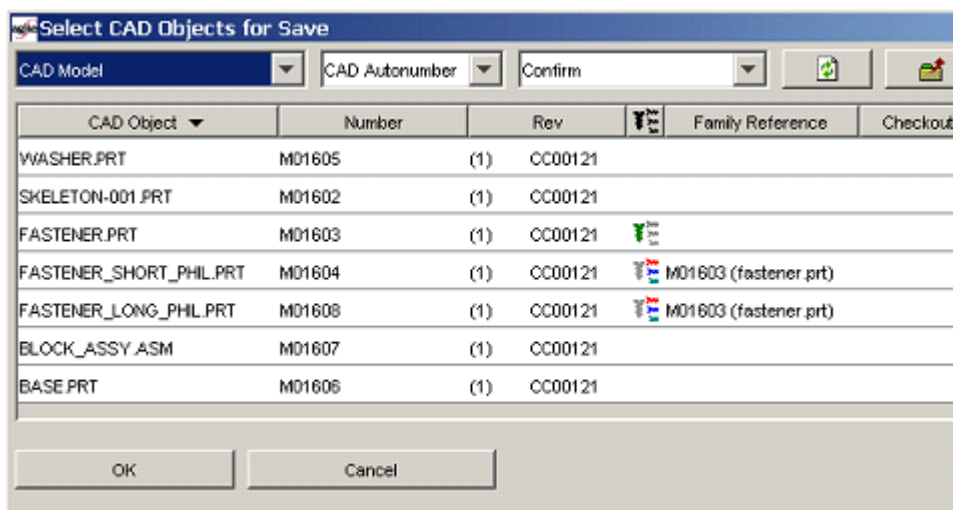 Select CAD Objects for Save
CAD Model CAD Autonumber Confirm
CAD Object Number Rev Family Reference Checkout
WASHER.PRT M01605 (1) CC00121
SKELETON-001.PRT M01602 (1) CC00121
FASTENER.PRT M01603 (1) CC00121
FASTENER_SHORT_PHIL.PRT M01604 (1) CC00121 M01603 (fastener.prt)
FASTENER_LONG_PHIL.PRT M01608 (1) CC00121 M01603 (fastener.prt)
BLOCK_ASSY.ASM M01607 (1) CC00121
BASE.PRT M01606 (1) CC00121
OK Cancel